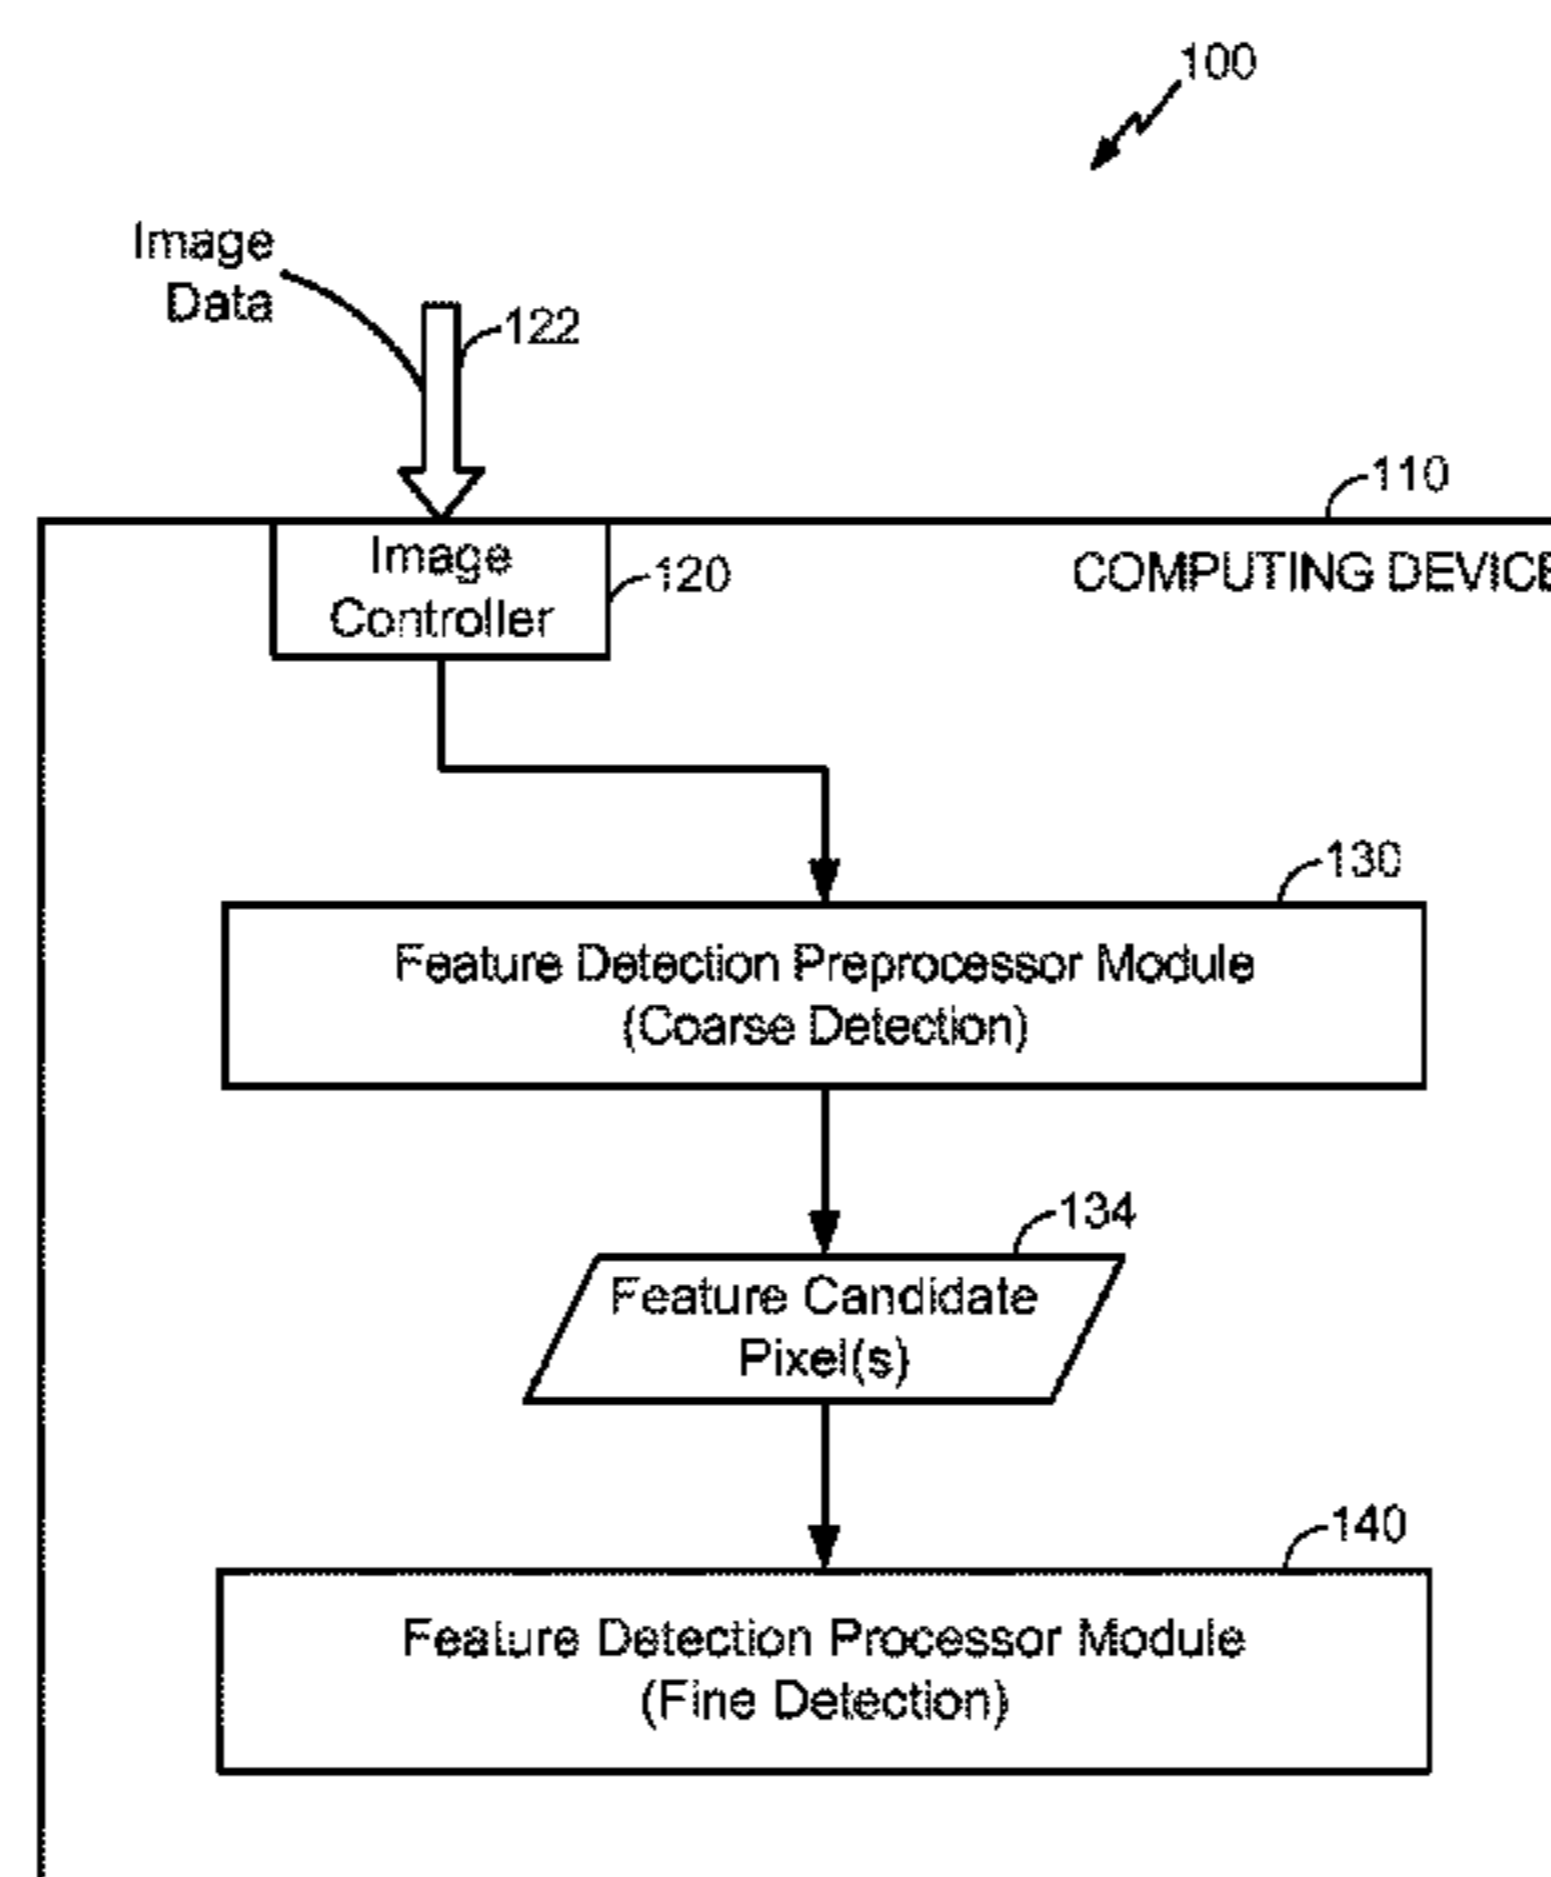 100
Image
Data
122
110
Image
Controller
120
COMPUTING DEVICE
130
Feature Detection Preprocessor Module
(Coarse Detection)
134
Feature Candidate
Pixel(s)
140
Feature Detection Processor Module
(Fine Detection)